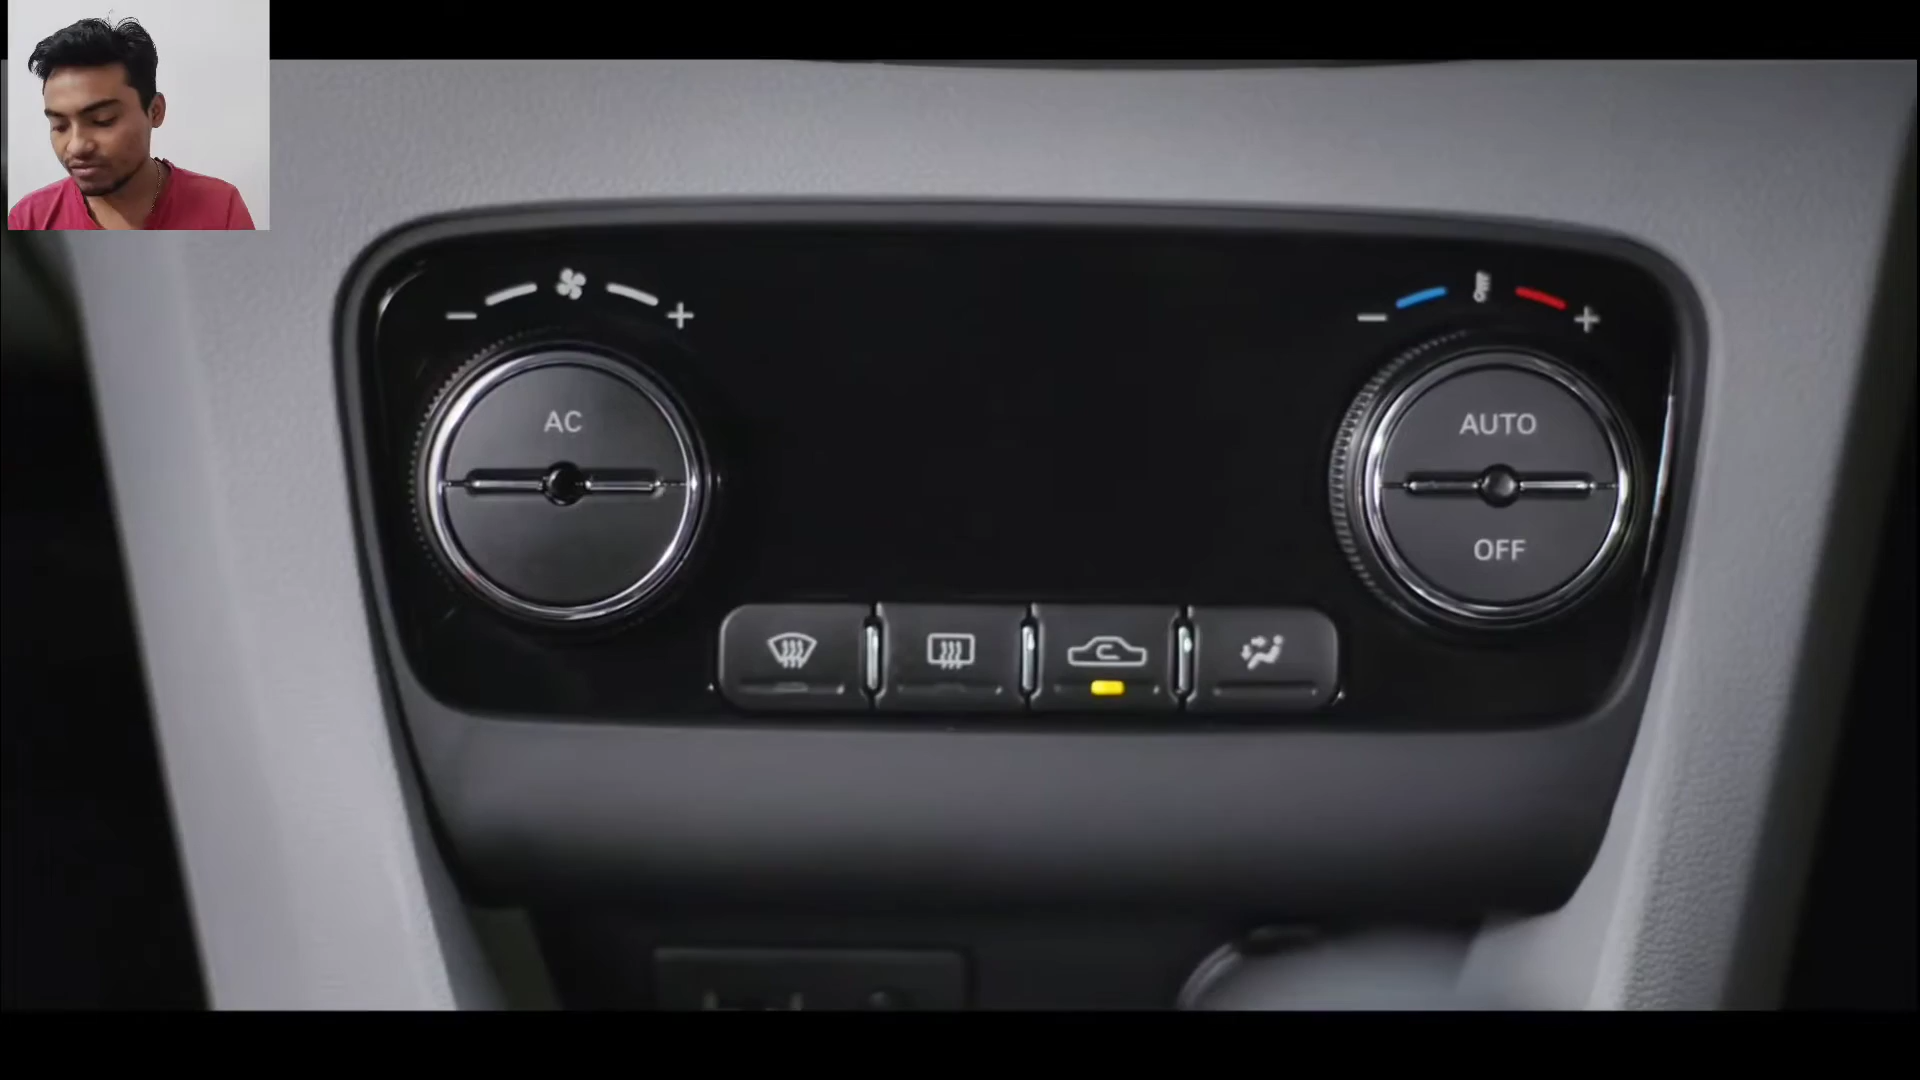 − +
− +
AC
AUTO
OFF